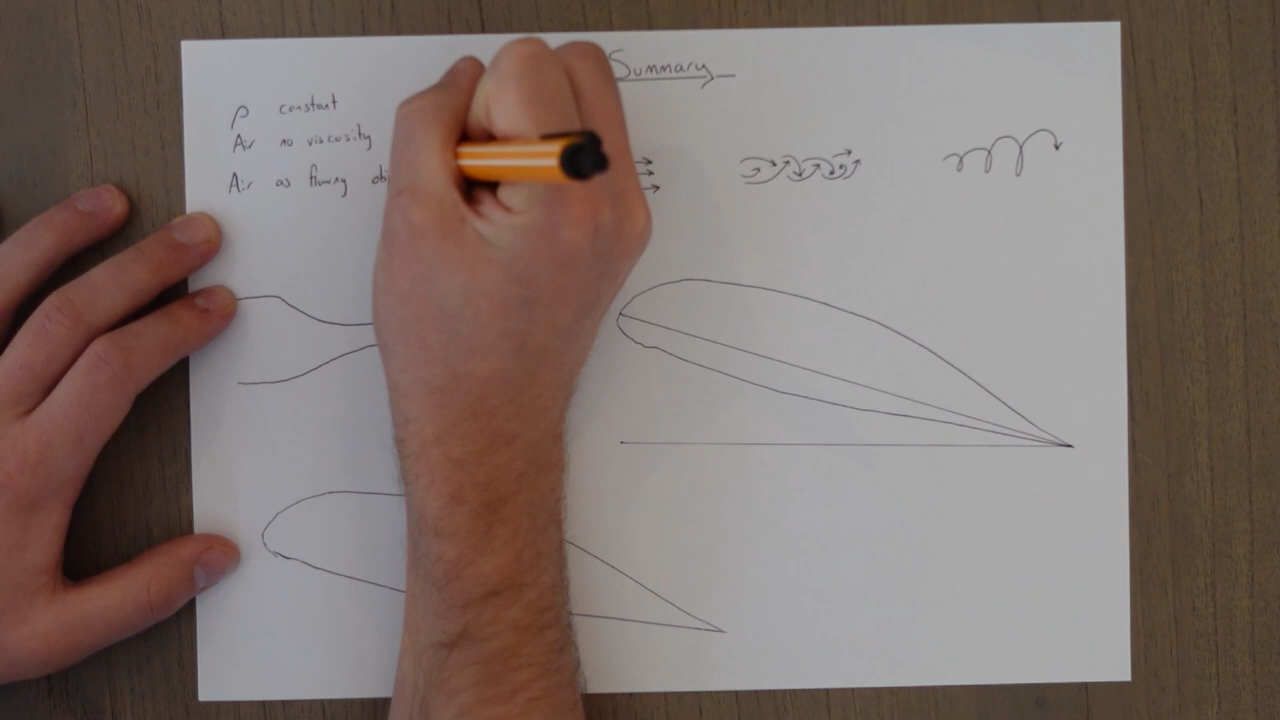 Summary
ρ constant
Air no viscosity
Air as flowing